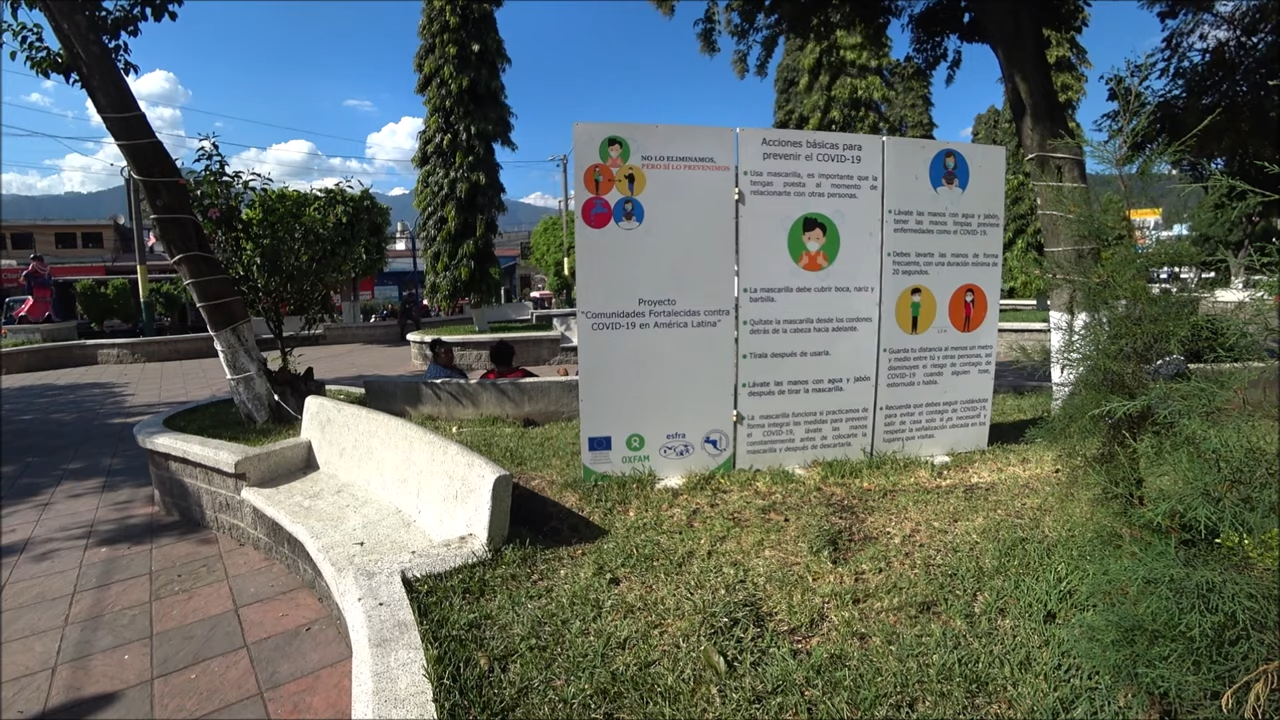 NO LO ELIMINAMOS,
PERO SÍ LO PREVENIMOS
Proyecto
"Comunidades Fortalecidas contra
COVID-19 en América Latina"
OXFAM
esfra
Acciones básicas para
prevenir el COVID-19
Usa mascarilla, es importante que la
tengas puesta al momento de
relacionarte con otras personas.
La mascarilla debe cubrir boca, nariz y
barbilla.
Quítate la mascarilla desde los cordones
detrás de la cabeza hacia adelante.
Tírala después de usarla.
Lávate las manos con agua y jabón
después de tirar la mascarilla.
La mascarilla funciona si practicamos de
forma integral las medidas para prevenir
el COVID-19, lávate las manos
constantemente antes de colocarte la
mascarilla y después de descartarla.
Lávate las manos con agua y jabón,
tener las manos limpias previene
enfermedades como el COVID-19.
Debes lavarte las manos de forma
frecuente, con una duración mínima de
20 segundos.
1.5 m
Guarda tu distancia al menos un metro
y medio entre tú y otras personas, así
disminuyes el riesgo de contagio de
COVID-19 cuando alguien tose,
estornuda o habla.
Recuerda que debes seguir cuidándote
para evitar el contagio de COVID-19,
salir de casa solo si es necesario y
respetar la señalización ubicada en los
lugares que visitas.